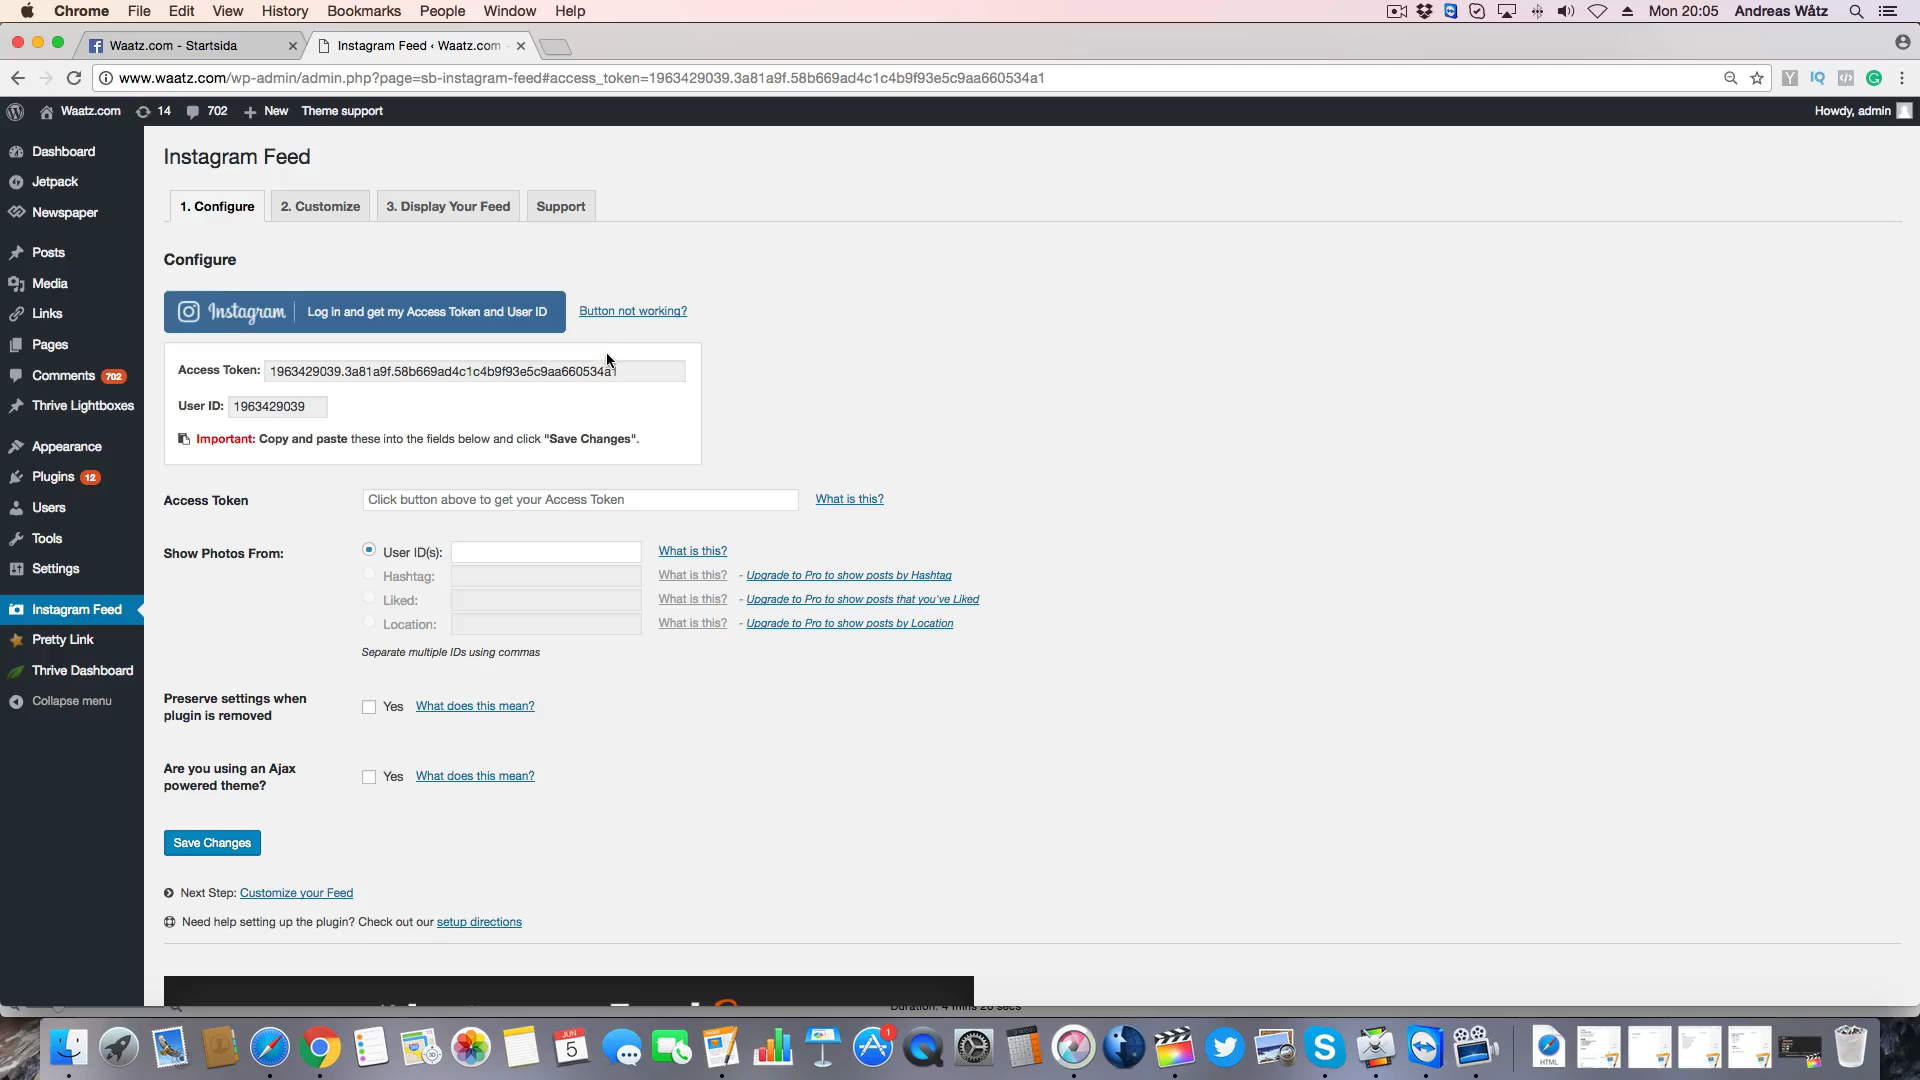 Chrome File Edit View History Bookmarks People Window Help Mon 20:05 Andreas Wåtz
Waatz.com - Startsida Instagram Feed ‹ Waatz.com
www.waatz.com/wp-admin/admin.php?page=sb-instagram-feed#access_token=1963429039.3a81a9f.58b669ad4c1c4b9f93e5c9aa660534a1
Waatz.com 14 702 New Theme support Howdy, admin
Dashboard
Jetpack
Newspaper
Posts
Media
Links
Pages
Comments 702
Thrive Lightboxes
Appearance
Plugins 12
Users
Tools
Settings
Instagram Feed
Pretty Link
Thrive Dashboard
Collapse menu
Instagram Feed
1. Configure 2. Customize 3. Display Your Feed Support
Configure
Instagram Log in and get my Access Token and User ID Button not working?
Access Token: 1963429039.3a81a9f.58b669ad4c1c4b9f93e5c9aa660534a1
User ID: 1963429039
Important: Copy and paste these into the fields below and click "Save Changes".
Access Token Click button above to get your Access Token What is this?
Show Photos From: User ID(s): What is this?
Hashtag: What is this? - Upgrade to Pro to show posts by Hashtag
Liked: What is this? - Upgrade to Pro to show posts that you've Liked
Location: What is this? - Upgrade to Pro to show posts by Location
Separate multiple IDs using commas
Preserve settings when
plugin is removed
Yes What does this mean?
Are you using an Ajax
powered theme?
Yes What does this mean?
Save Changes
Next Step: Customize your Feed
Need help setting up the plugin? Check out our setup directions
JUN
5
1
HTML